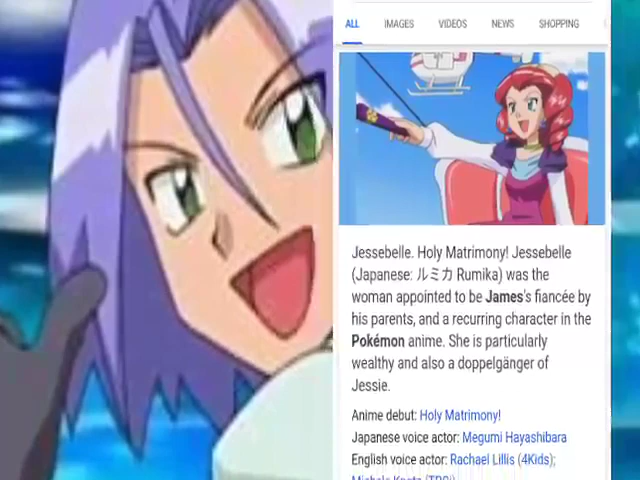 ALL IMAGES VIDEOS NEWS SHOPPING
Jessebelle. Holy Matrimony! Jessebelle
(Japanese: ルミカ Rumika) was the
woman appointed to be James's fiancée by
his parents, and a recurring character in the
Pokémon anime. She is particularly
wealthy and also a doppelgänger of
Jessie.
Anime debut: Holy Matrimony!
Japanese voice actor: Megumi Hayashibara
English voice actor: Rachael Lillis (4Kids);